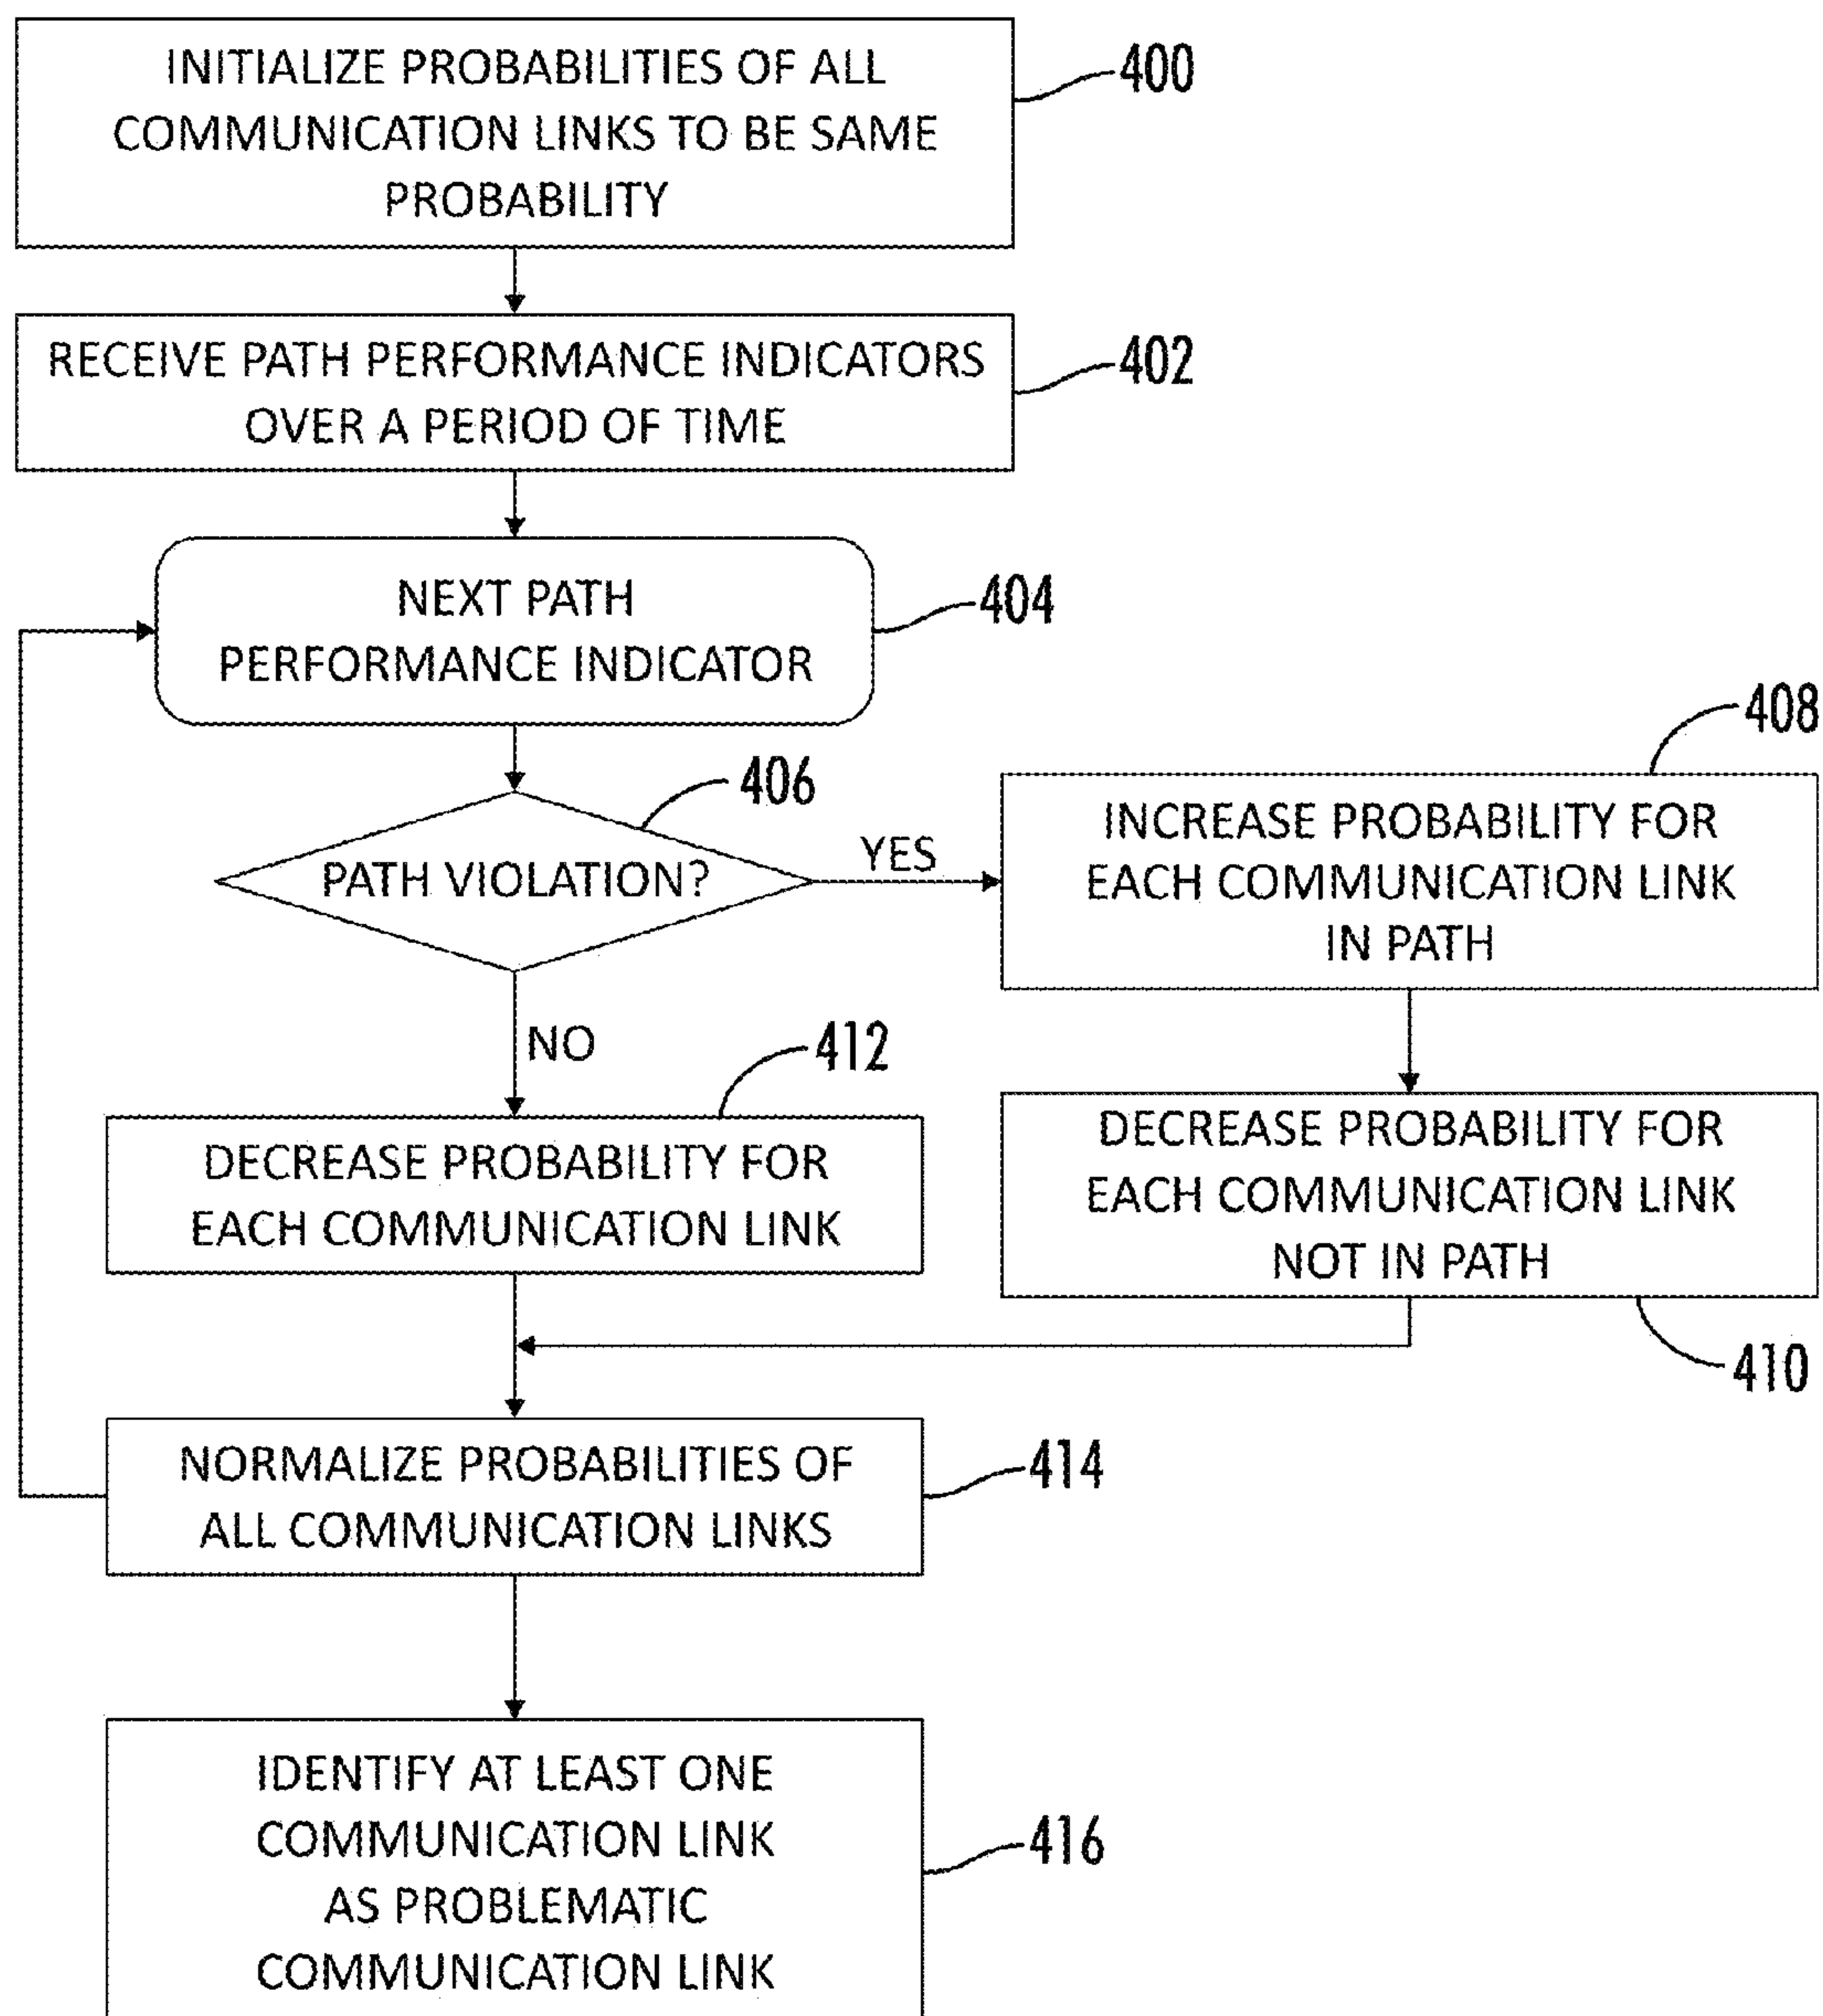 INITIALIZE PROBABILITIES OF ALL
COMMUNICATION LINKS TO BE SAME
PROBABILITY
400
RECEIVE PATH PERFORMANCE INDICATORS
OVER A PERIOD OF TIME
402
NEXT PATH
PERFORMANCE INDICATOR
404
406
PATH VIOLATION?
YES
408
INCREASE PROBABILITY FOR
EACH COMMUNICATION LINK
IN PATH
NO
412
DECREASE PROBABILITY FOR
EACH COMMUNICATION LINK
DECREASE PROBABILITY FOR
EACH COMMUNICATION LINK
NOT IN PATH
410
NORMALIZE PROBABILITIES OF
ALL COMMUNICATION LINKS
414
IDENTIFY AT LEAST ONE
COMMUNICATION LINK
AS PROBLEMATIC
COMMUNICATION LINK
416